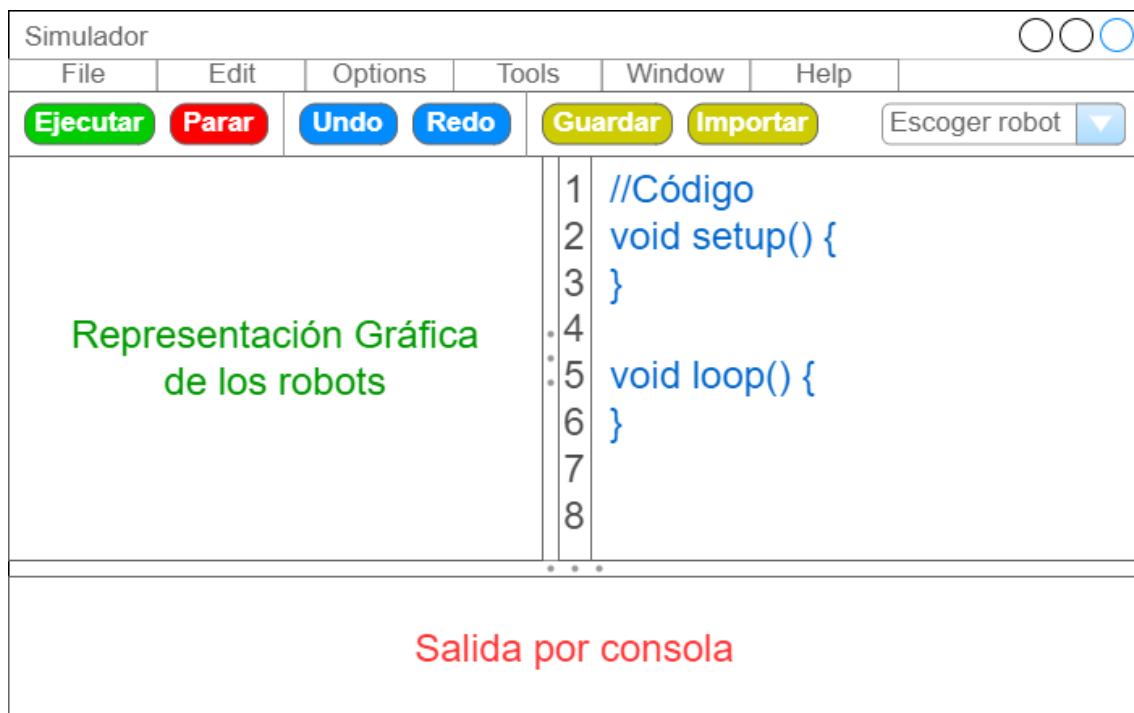 Simulador
File Edit Options Tools Window Help
Ejecutar Parar Undo Redo Guardar Importar Escoger robot
Representación Gráfica
de los robots
1 //Código
2 void setup() {
3 }
4
5 void loop() {
6 }
7
8
Salida por consola